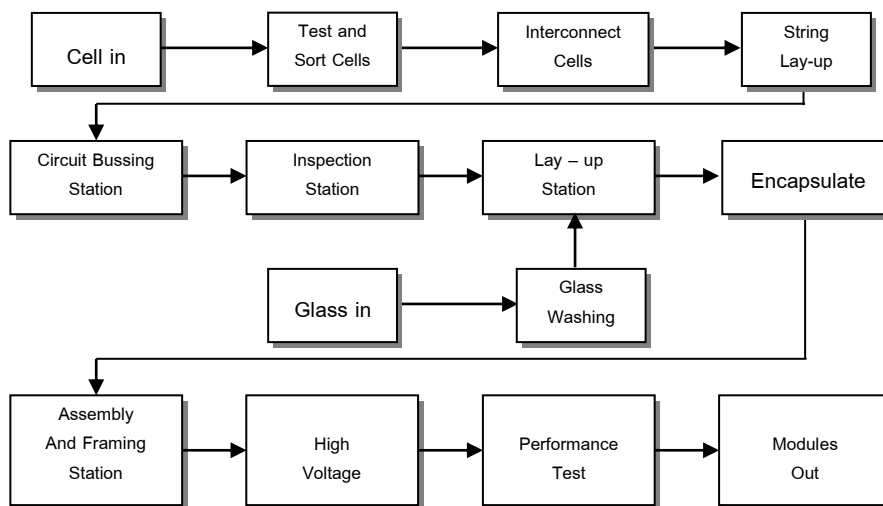 Cell in
Test and
Sort Cells
Interconnect
Cells
String
Lay-up
Circuit Bussing
Station
Inspection
Station
Lay – up
Station
Encapsulate
Glass in
Glass
Washing
Assembly
And Framing
Station
High
Voltage
Performance
Test
Modules
Out